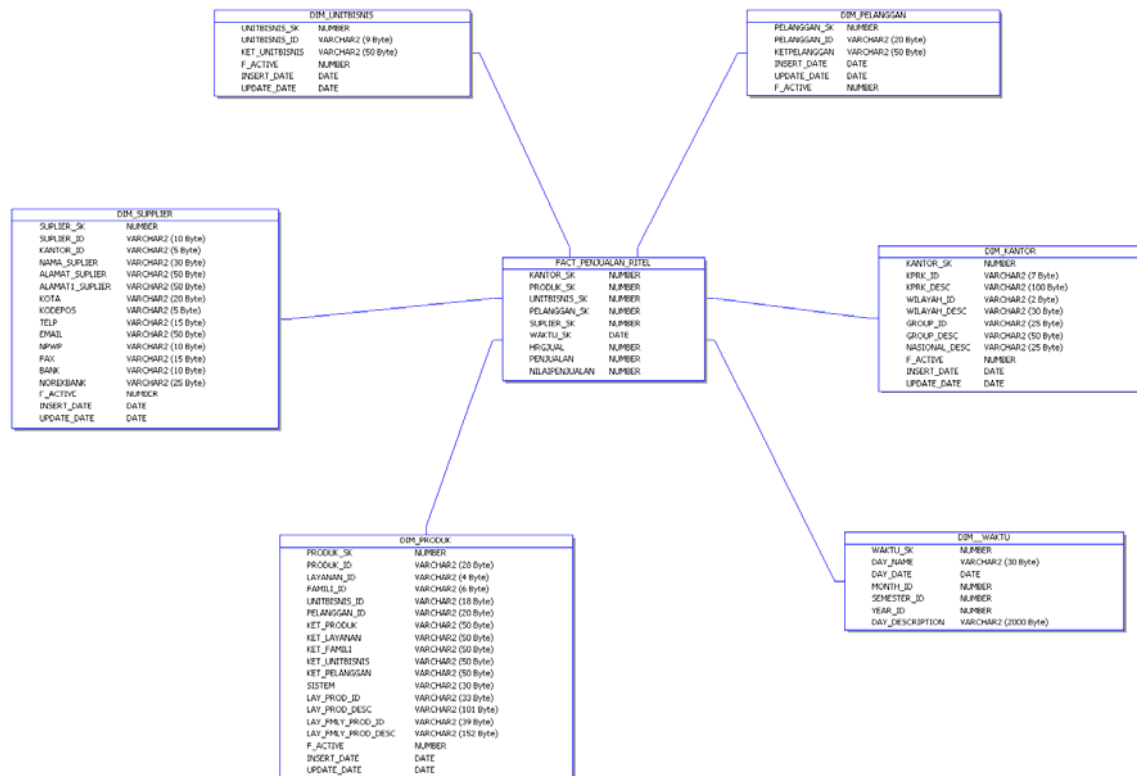 DIM_UNITBISNIS
UNITBISNIS_SK NUMBER
UNITBISNIS_ID VARCHAR2 (9 Byte)
KET_UNITBISNIS VARCHAR2 (50 Byte)
F_ACTIVE NUMBER
INSERT_DATE DATE
UPDATE_DATE DATE
DIM_PELANGGAN
PELANGGAN_SK NUMBER
PELANGGAN_ID VARCHAR2 (20 Byte)
KETPELANGGAN VARCHAR2 (50 Byte)
INSERT_DATE DATE
UPDATE_DATE DATE
F_ACTIVE NUMBER
DIM_SUPPLIER
SUPLIER_SK NUMBER
SUPLIER_ID VARCHAR2 (10 Byte)
KANTOR_ID VARCHAR2 (5 Byte)
NAMA_SUPLIER VARCHAR2 (30 Byte)
ALAMAT_SUPLIER VARCHAR2 (50 Byte)
ALAMAT1_SUPLIER VARCHAR2 (50 Byte)
KOTA VARCHAR2 (20 Byte)
KODEPOS VARCHAR2 (5 Byte)
TELP VARCHAR2 (15 Byte)
EMAIL VARCHAR2 (50 Byte)
NPWP VARCHAR2 (10 Byte)
FAX VARCHAR2 (15 Byte)
BANK VARCHAR2 (10 Byte)
NOREKBANK VARCHAR2 (25 Byte)
F_ACTIVE NUMBER
INSERT_DATE DATE
UPDATE_DATE DATE
FACT_PENJUALAN_RITEL
KANTOR_SK NUMBER
PRODUK_SK NUMBER
UNITBISNIS_SK NUMBER
PELANGGAN_SK NUMBER
SUPLIER_SK NUMBER
WAKTU_SK DATE
HRGJUAL NUMBER
PENJUALAN NUMBER
NILAIPENJUALAN NUMBER
DIM_KANTOR
KANTOR_SK NUMBER
KPRK_ID VARCHAR2 (7 Byte)
KPRK_DESC VARCHAR2 (100 Byte)
WILAYAH_ID VARCHAR2 (2 Byte)
WILAYAH_DESC VARCHAR2 (30 Byte)
GROUP_ID VARCHAR2 (25 Byte)
GROUP_DESC VARCHAR2 (50 Byte)
NASIONAL_DESC VARCHAR2 (25 Byte)
F_ACTIVE NUMBER
INSERT_DATE DATE
UPDATE_DATE DATE
DIM_PRODUK
PRODUK_SK NUMBER
PRODUK_ID VARCHAR2 (28 Byte)
LAYANAN_ID VARCHAR2 (4 Byte)
FAMILI_ID VARCHAR2 (6 Byte)
UNITBISNIS_ID VARCHAR2 (18 Byte)
PELANGGAN_ID VARCHAR2 (20 Byte)
KET_PRODUK VARCHAR2 (50 Byte)
KET_LAYANAN VARCHAR2 (50 Byte)
KET_FAMILI VARCHAR2 (50 Byte)
KET_UNITBISNIS VARCHAR2 (50 Byte)
KET_PELANGGAN VARCHAR2 (50 Byte)
SISTEM VARCHAR2 (30 Byte)
LAY_PROD_ID VARCHAR2 (33 Byte)
LAY_PROD_DESC VARCHAR2 (101 Byte)
LAY_FMLY_PROD_ID VARCHAR2 (39 Byte)
LAY_FMLY_PROD_DESC VARCHAR2 (152 Byte)
F_ACTIVE NUMBER
INSERT_DATE DATE
UPDATE_DATE DATE
DIM__WAKTU
WAKTU_SK NUMBER
DAY_NAME VARCHAR2 (30 Byte)
DAY_DATE DATE
MONTH_ID NUMBER
SEMESTER_ID NUMBER
YEAR_ID NUMBER
DAY_DESCRIPTION VARCHAR2 (2000 Byte)